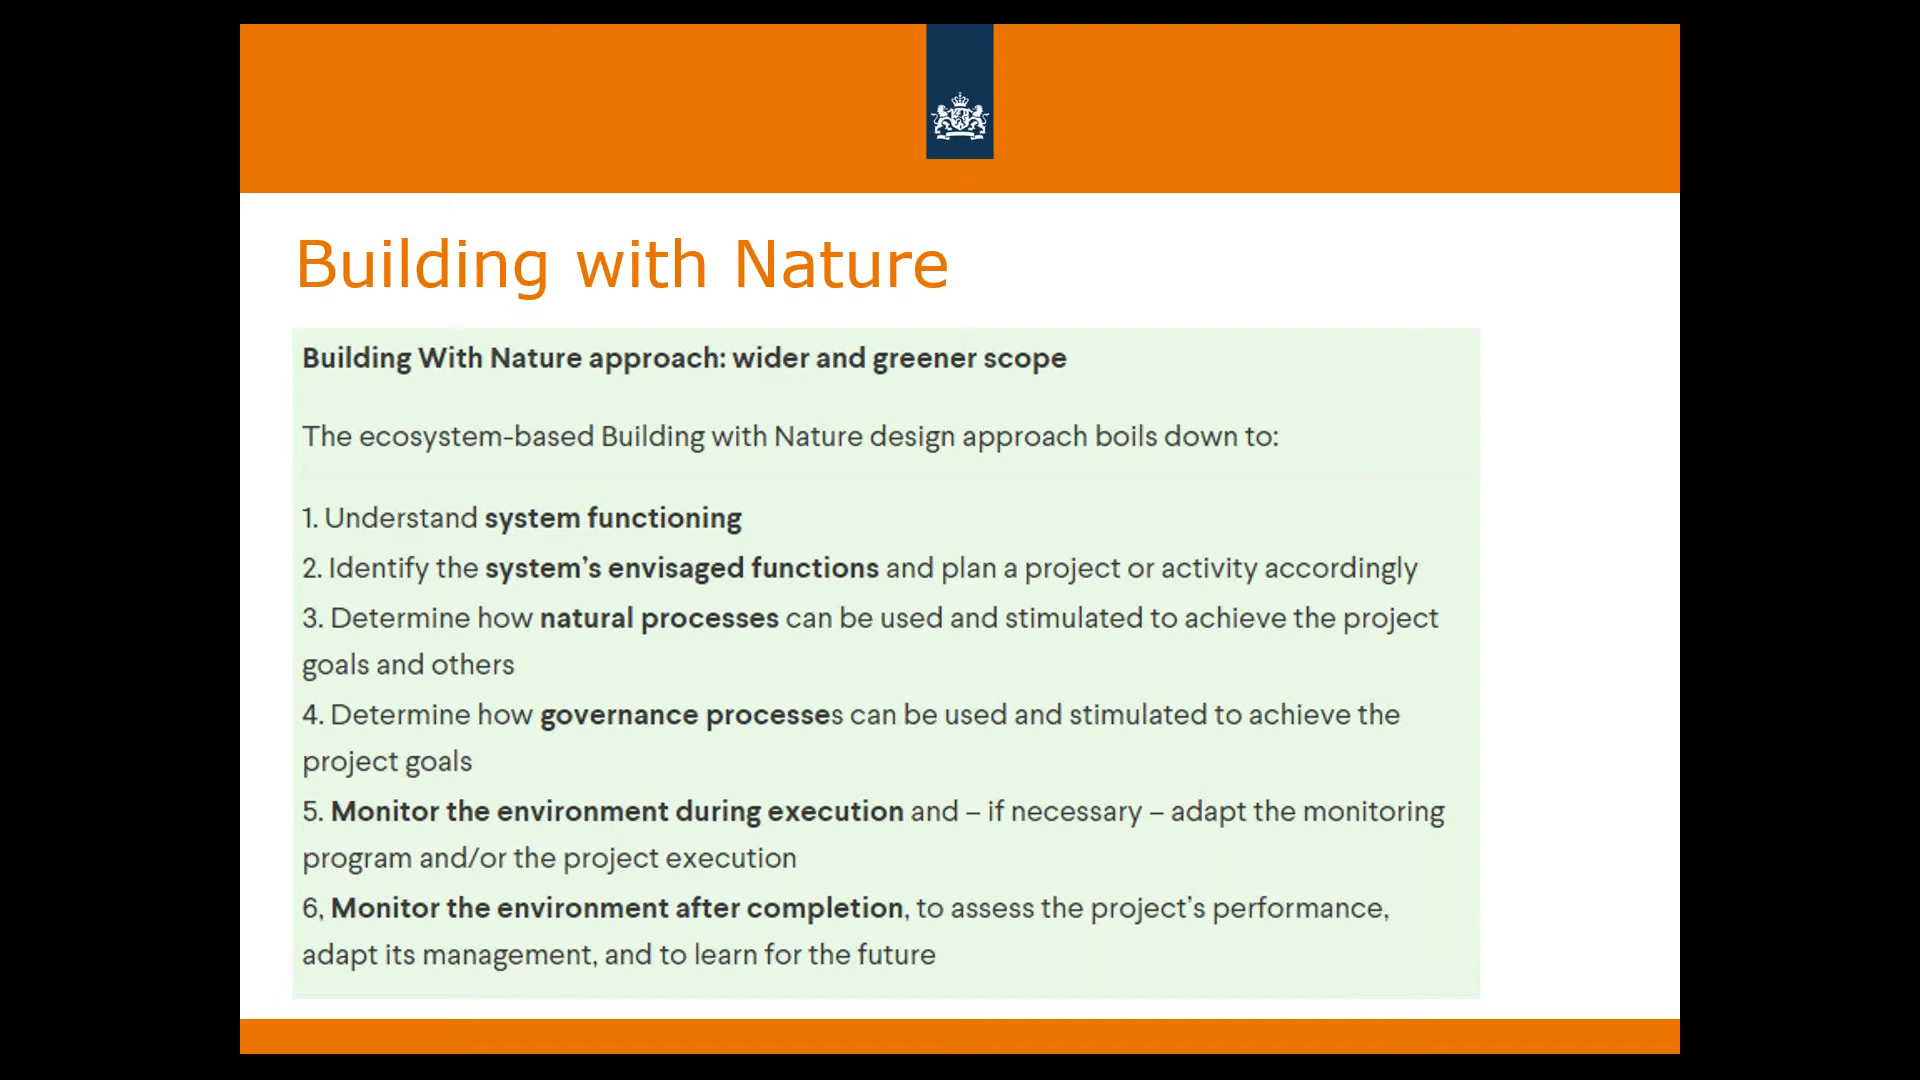 Building with Nature
Building With Nature approach: wider and greener scope
The ecosystem-based Building with Nature design approach boils down to:
1. Understand system functioning
2. Identify the system’s envisaged functions and plan a project or activity accordingly
3. Determine how natural processes can be used and stimulated to achieve the project
goals and others
4. Determine how governance processes can be used and stimulated to achieve the
project goals
5. Monitor the environment during execution and – if necessary – adapt the monitoring
program and/or the project execution
6, Monitor the environment after completion, to assess the project’s performance,
adapt its management, and to learn for the future